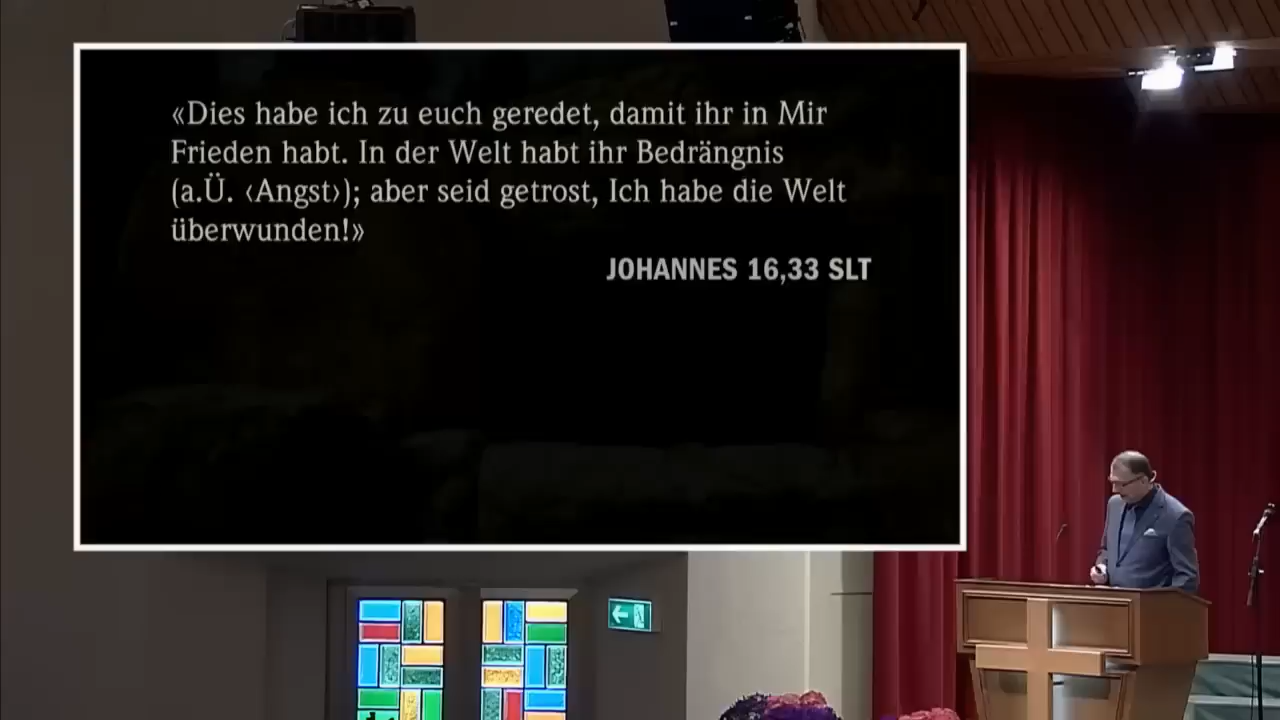 «Dies habe ich zu euch geredet, damit ihr in Mir
Frieden habt. In der Welt habt ihr Bedrängnis
(a.Ü. ‹Angst›); aber seid getrost, Ich habe die Welt
überwunden!»
JOHANNES 16,33 SLT